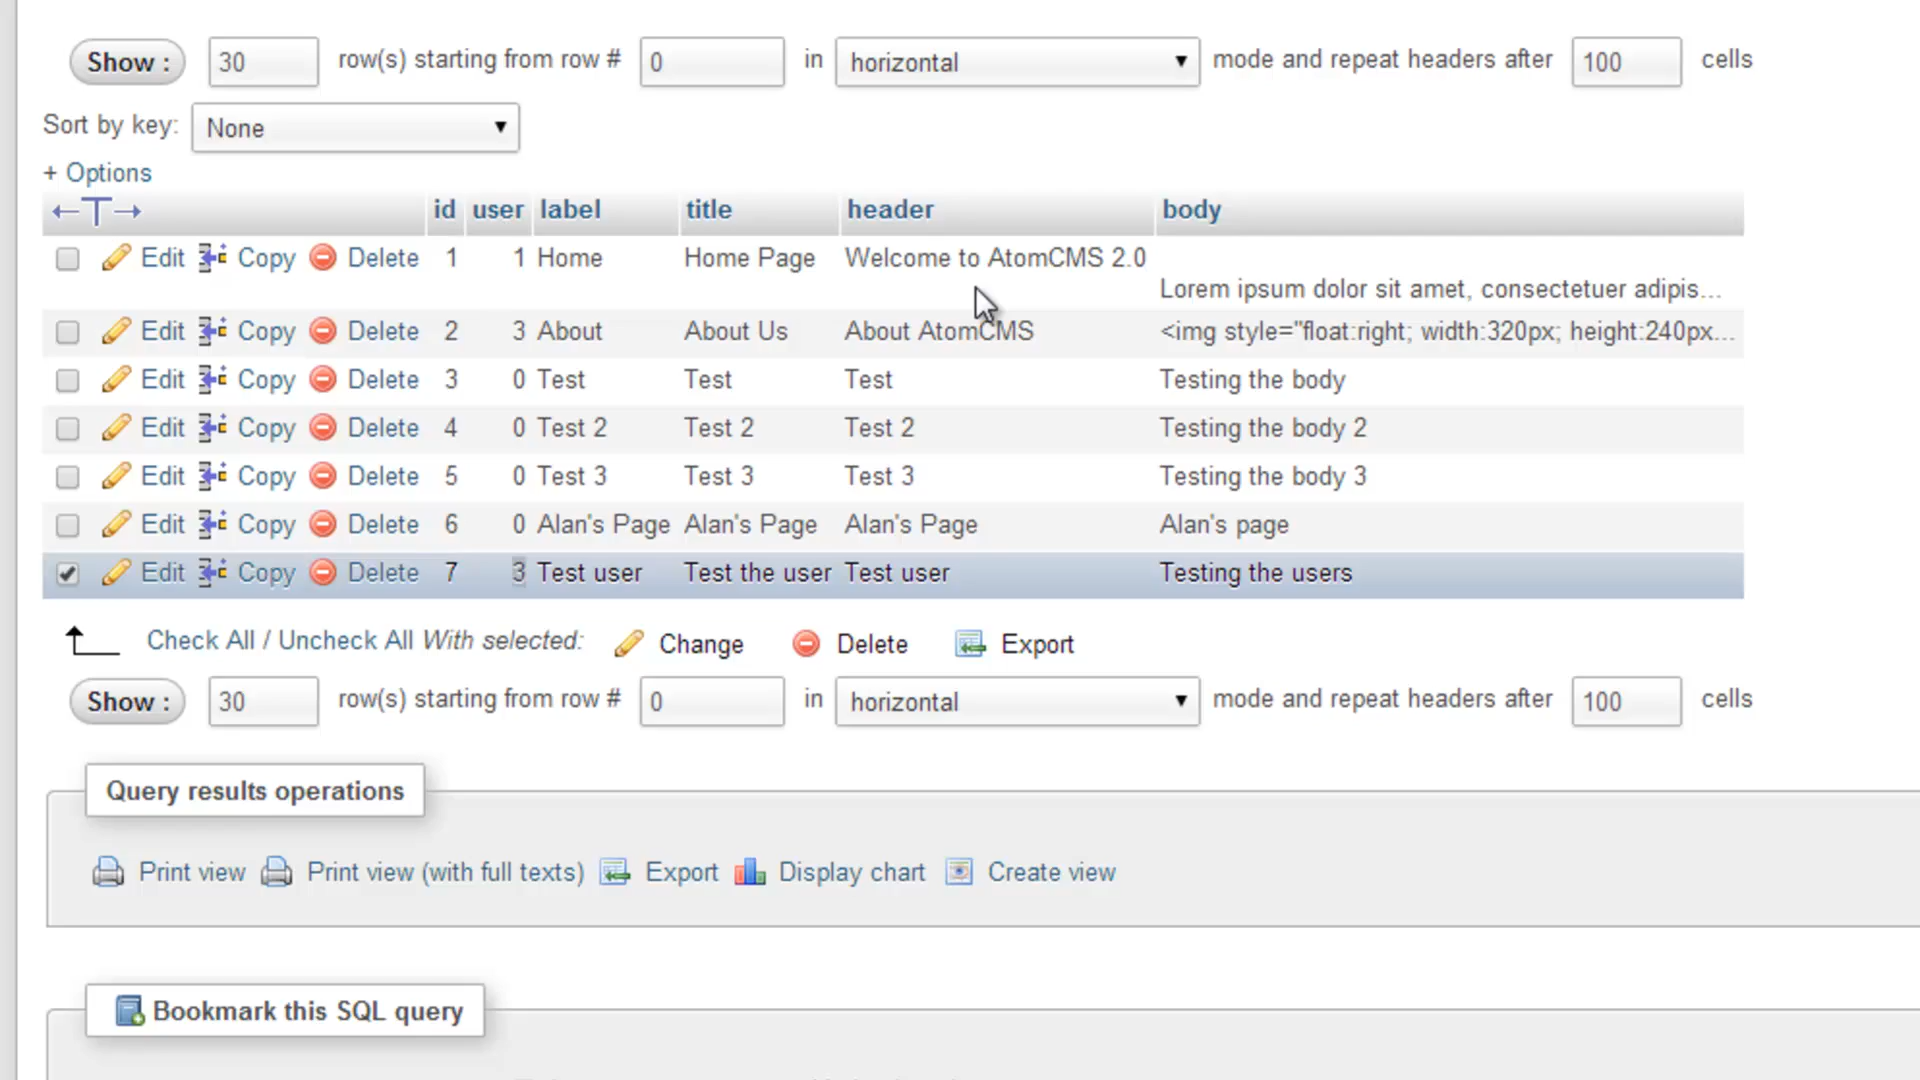 Show : 30 row(s) starting from row # 0 in horizontal mode and repeat headers after 100 cells
Sort by key: None
+ Options
id user label title header body
Edit Copy Delete 1 1 Home Home Page Welcome to AtomCMS 2.0
Lorem ipsum dolor sit amet, consectetuer adipis...
Edit Copy Delete 2 3 About About Us About AtomCMS <img style="float:right; width:320px; height:240px...
Edit Copy Delete 3 0 Test Test Test Testing the body
Edit Copy Delete 4 0 Test 2 Test 2 Test 2 Testing the body 2
Edit Copy Delete 5 0 Test 3 Test 3 Test 3 Testing the body 3
Edit Copy Delete 6 0 Alan's Page Alan's Page Alan's Page Alan's page
Edit Copy Delete 7 3 Test user Test the user Test user Testing the users
Check All / Uncheck All With selected: Change Delete Export
Show : 30 row(s) starting from row # 0 in horizontal mode and repeat headers after 100 cells
Query results operations
Print view Print view (with full texts) Export Display chart Create view
Bookmark this SQL query